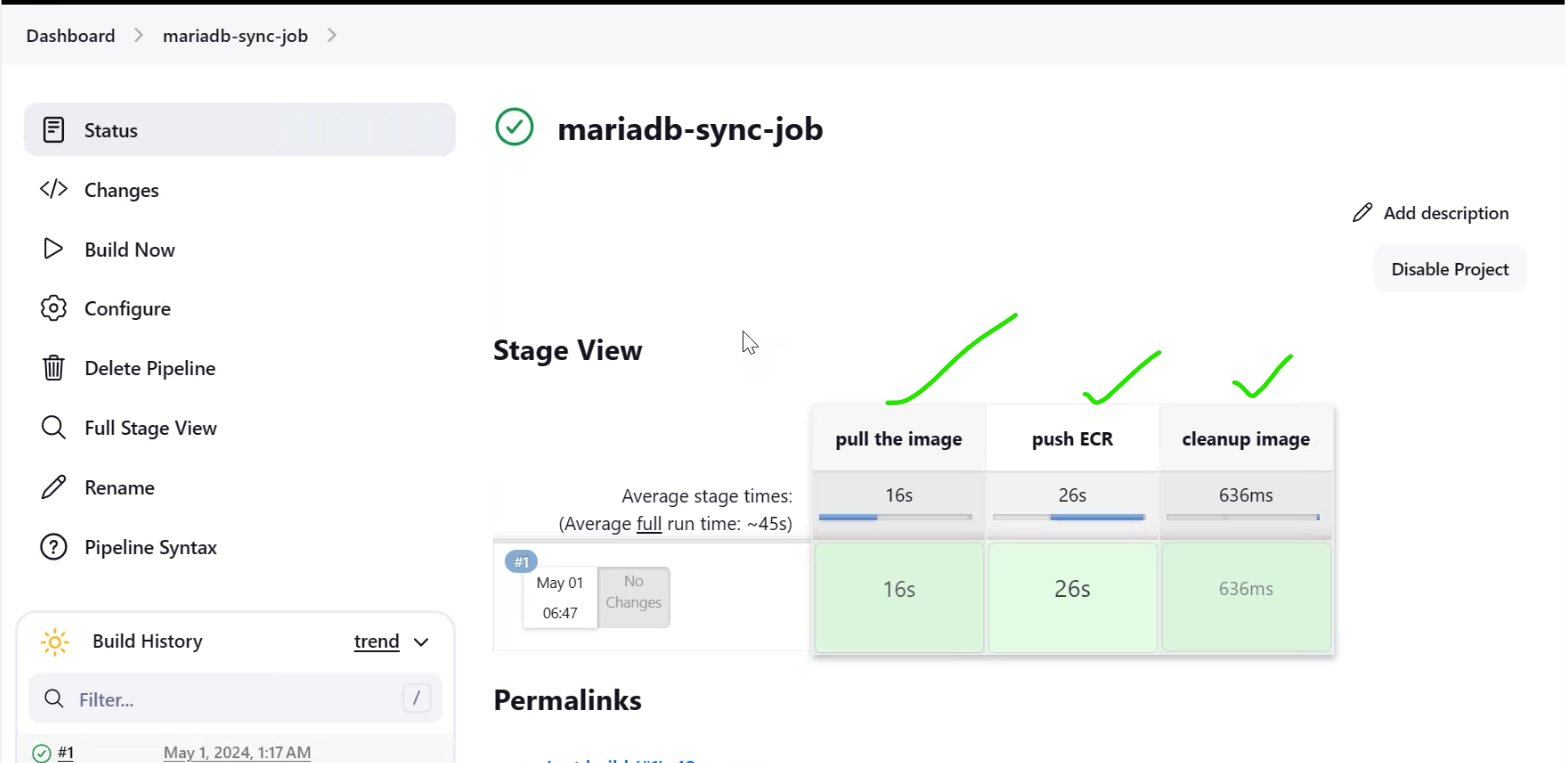 Dashboard
mariadb-sync-job
Status
Changes
Build Now
Configure
Delete Pipeline
Full Stage View
Rename
Pipeline Syntax
Build History
trend
Filter...
/
#1
May 1, 2024, 1:17 AM
mariadb-sync-job
Add description
Disable Project
Stage View
pull the image
push ECR
cleanup image
Average stage times:
16s
26s
636ms
(Average full run time: ~45s)
#1
May 01
06:47
No
Changes
16s
26s
636ms
Permalinks